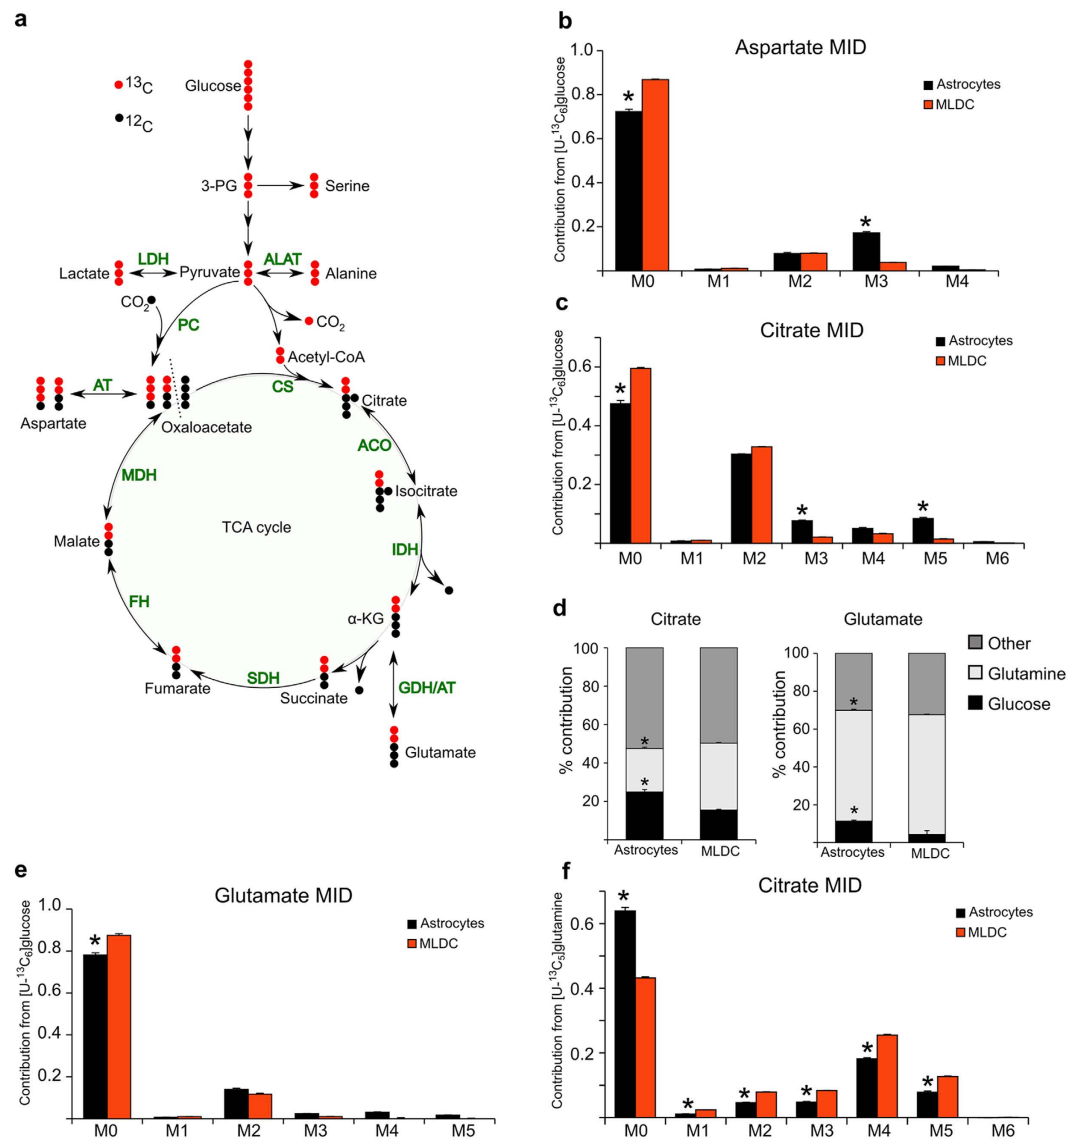 a
13C
12C
Glucose
3-PG
Serine
LDH
ALAT
Lactate
Pyruvate
Alanine
CO2
PC
CO2
Acetyl-CoA
AT
CS
Citrate
Aspartate
Oxaloacetate
ACO
MDH
Isocitrate
TCA cycle
Malate
IDH
FH
α-KG
SDH
Fumarate
Succinate
GDH/AT
Glutamate
b
Aspartate MID
Contribution from [U-13C6]glucose
1.0
0.8
0.6
0.4
0.2
Astrocytes
MLDC
*
*
M0 M1 M2 M3 M4
c
Citrate MID
Contribution from [U-13C6]glucose
0.6
0.4
0.2
Astrocytes
MLDC
*
*
*
M0 M1 M2 M3 M4 M5 M6
d
Citrate
% contribution
100
80
60
40
20
*
*
Astrocytes MLDC
Glutamate
% contribution
100
80
60
40
20
*
*
Astrocytes MLDC
Other
Glutamine
Glucose
e
Glutamate MID
Contribution from [U-13C6]glucose
1.0
0.8
0.6
0.4
0.2
Astrocytes
MLDC
*
M0 M1 M2 M3 M4 M5
f
Citrate MID
Contribution from [U-13C5]glutamine
0.6
0.4
0.2
Astrocytes
MLDC
*
*
*
*
*
*
M0 M1 M2 M3 M4 M5 M6